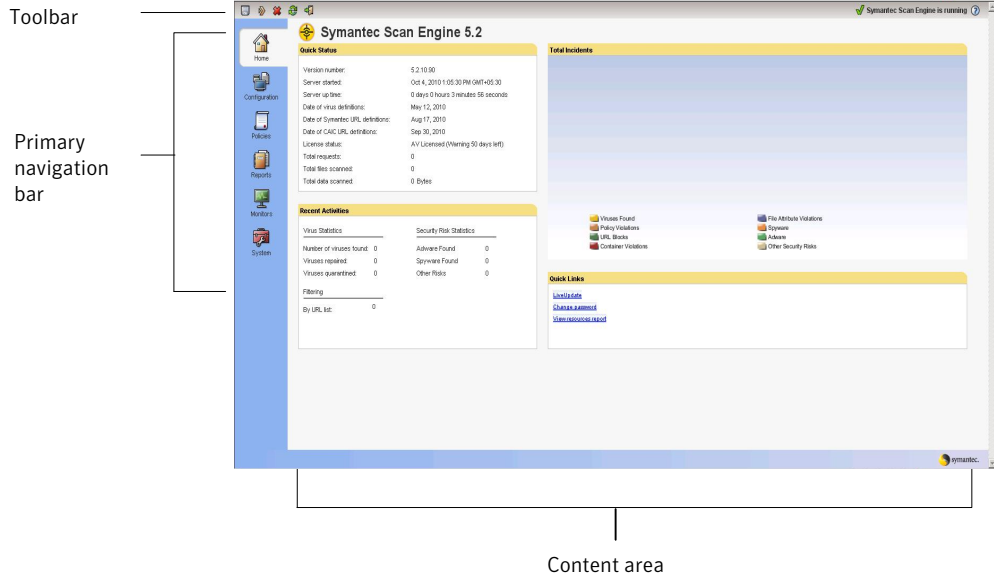 Toolbar
Symantec Scan Engine is running
Symantec Scan Engine 5.2
Primary navigation bar
Home
Configuration
Policies
Reports
Monitors
System
Quick Status
Version number: 5.2.10.90
Server started: Oct 4, 2010 1:05:30 PM GMT+05:30
Server up time: 0 days 0 hours 3 minutes 56 seconds
Date of virus definitions: May 12, 2010
Date of Symantec URL definitions: Aug 17, 2010
Date of CAIC URL definitions: Sep 30, 2010
License status: AV Licensed (Warning 50 days left)
Total requests: 0
Total files scanned: 0
Total data scanned: 0 Bytes
Total Incidents
Viruses Found
Policy Violations
URL Blocks
Container Violations
File Attribute Violations
Spyware
Adware
Other Security Risks
Recent Activities
Virus Statistics
Number of viruses found: 0
Viruses repaired: 0
Viruses quarantined: 0
Security Risk Statistics
Adware Found 0
Spyware Found 0
Other Risks 0
Filtering
By URL list: 0
Quick Links
LiveUpdate
Change password
View resources report
symantec.
Content area